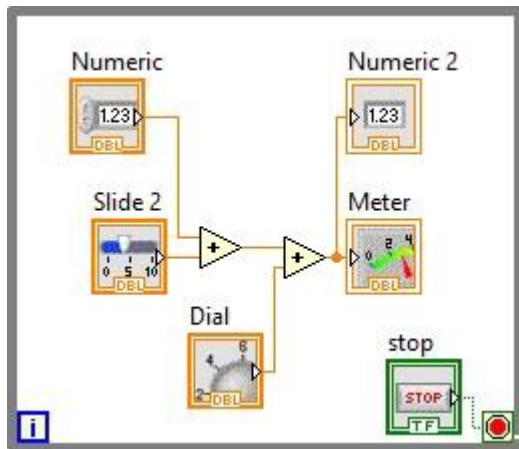 Numeric
1.23
DBL
Numeric 2
1.23
DBL
Slide 2
0 5 10
DBL
+
+
Meter
0 2 4
DBL
Dial
2 4 6
DBL
stop
STOP
TF
i